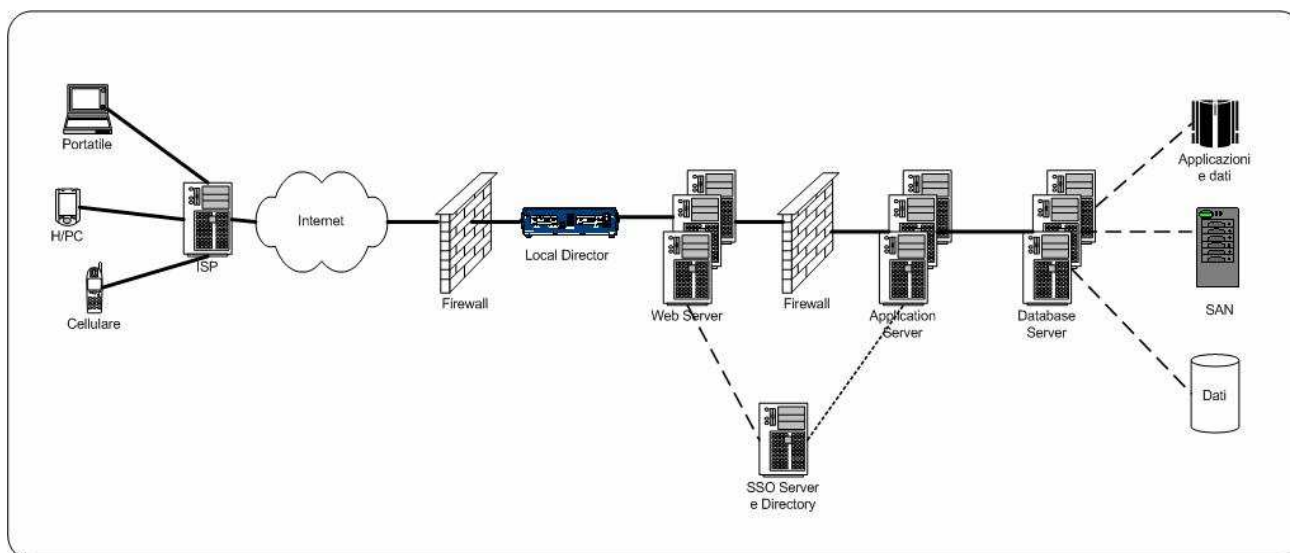 Portatile
H/PC
Cellulare
ISP
Internet
Firewall
Local Director
Web Server
Firewall
Application
Server
Database
Server
SSO Server
e Directory
Applicazioni
e dati
SAN
Dati